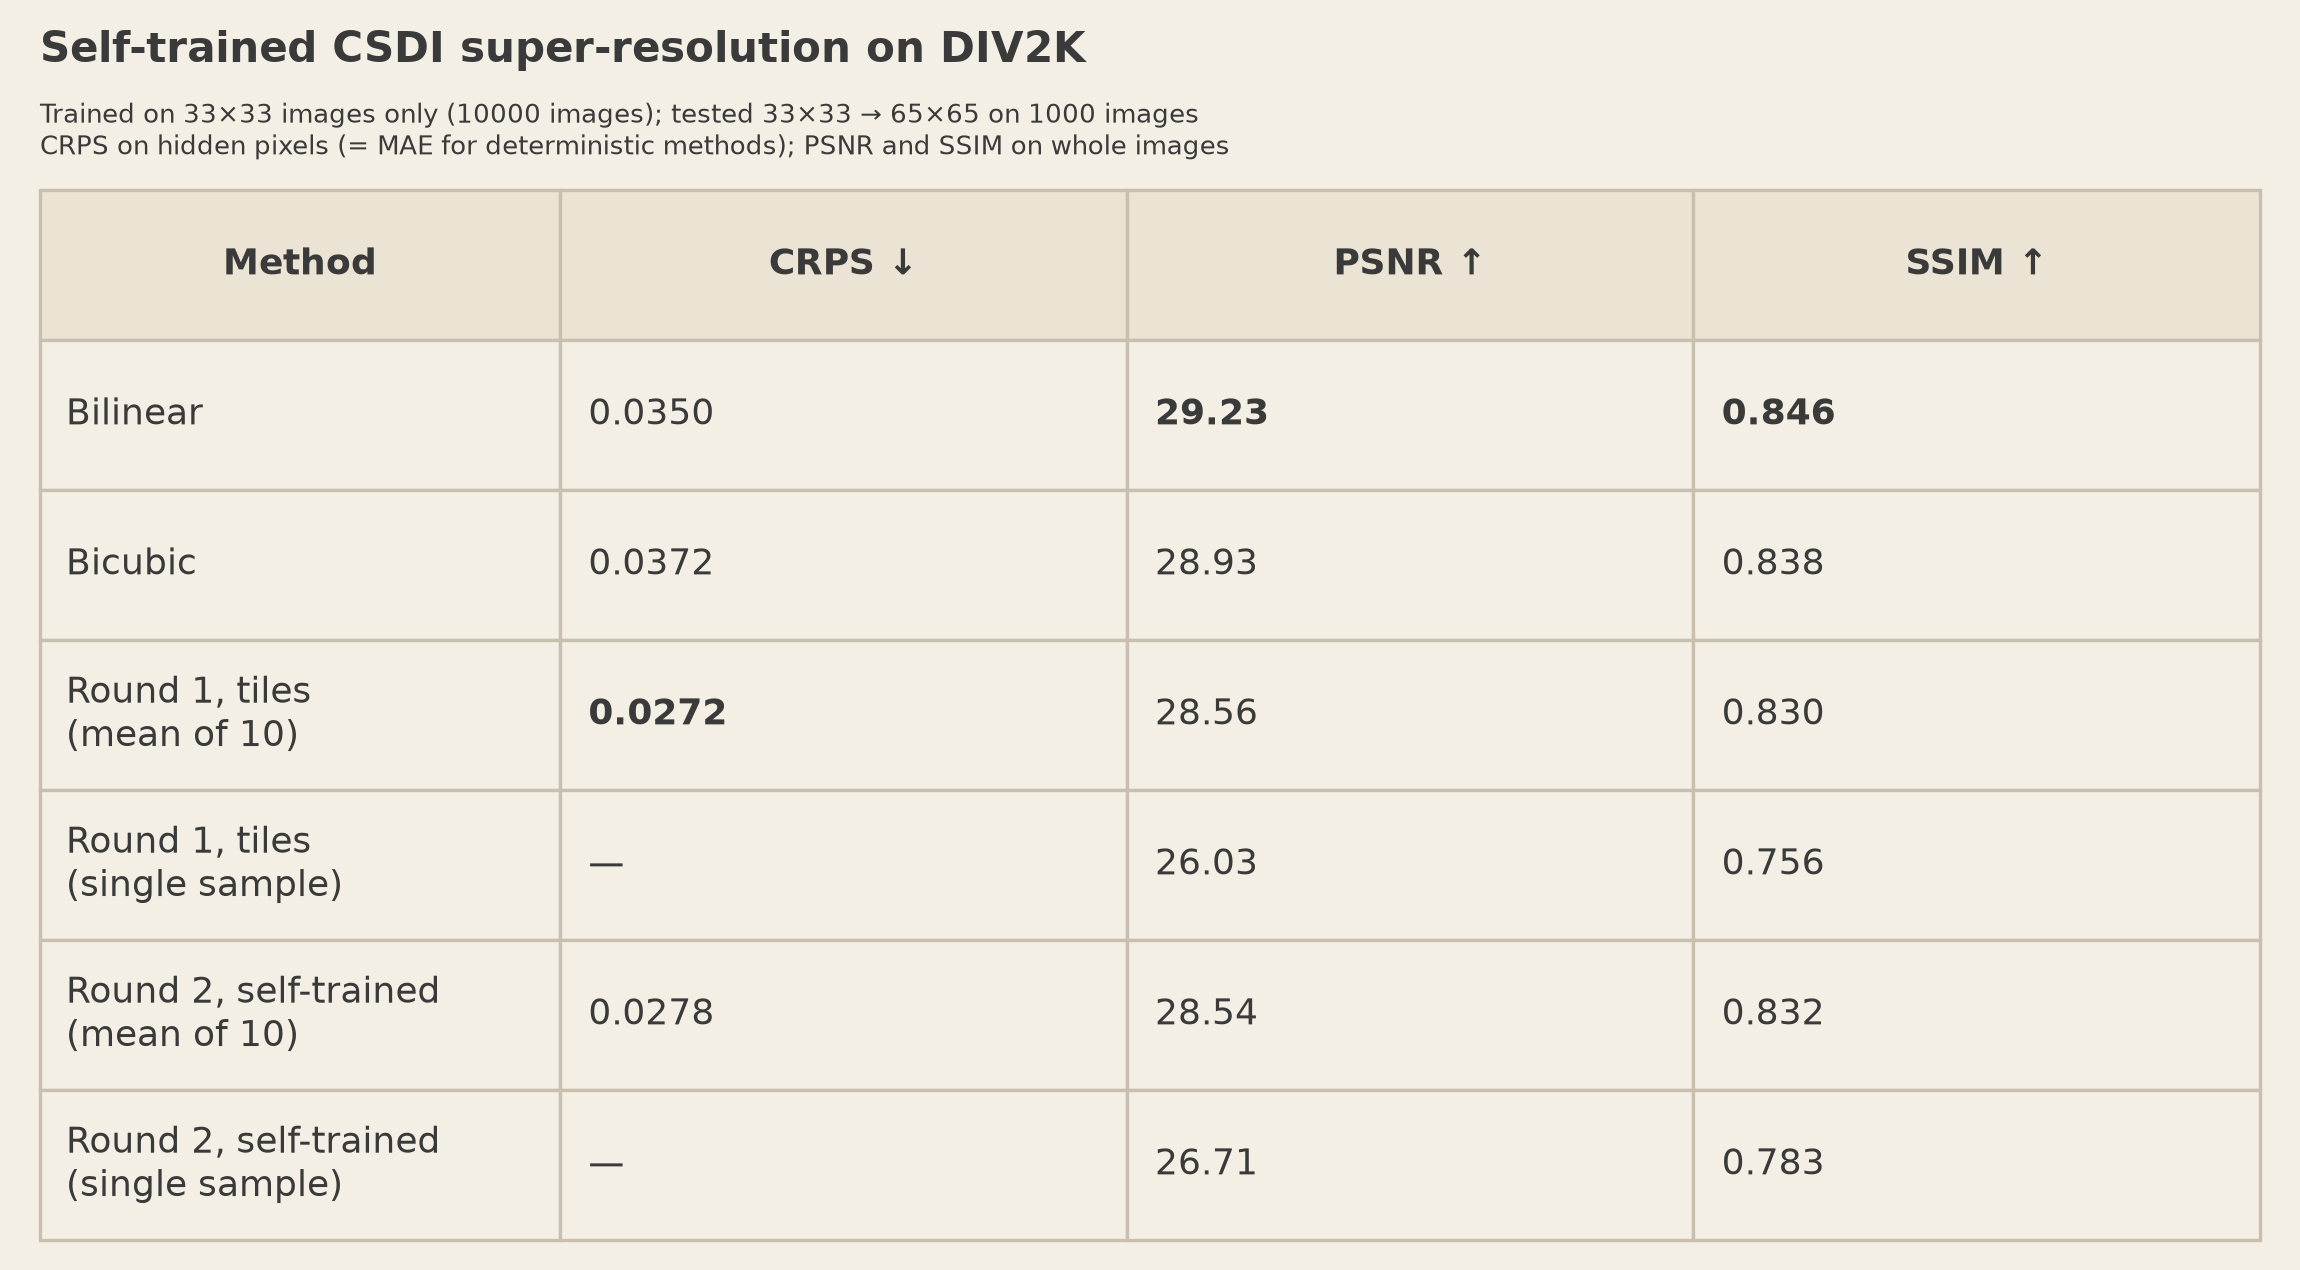 Self-trained CSDI super-resolution on DIV2K
Trained on 33×33 images only (10000 images); tested 33×33 → 65×65 on 1000 images
CRPS on hidden pixels (= MAE for deterministic methods); PSNR and SSIM on whole images
Method CRPS ↓ PSNR ↑ SSIM ↑
Bilinear 0.0350 29.23 0.846
Bicubic 0.0372 28.93 0.838
Round 1, tiles
(mean of 10) 0.0272 28.56 0.830
Round 1, tiles
(single sample) — 26.03 0.756
Round 2, self-trained
(mean of 10) 0.0278 28.54 0.832
Round 2, self-trained
(single sample) — 26.71 0.783